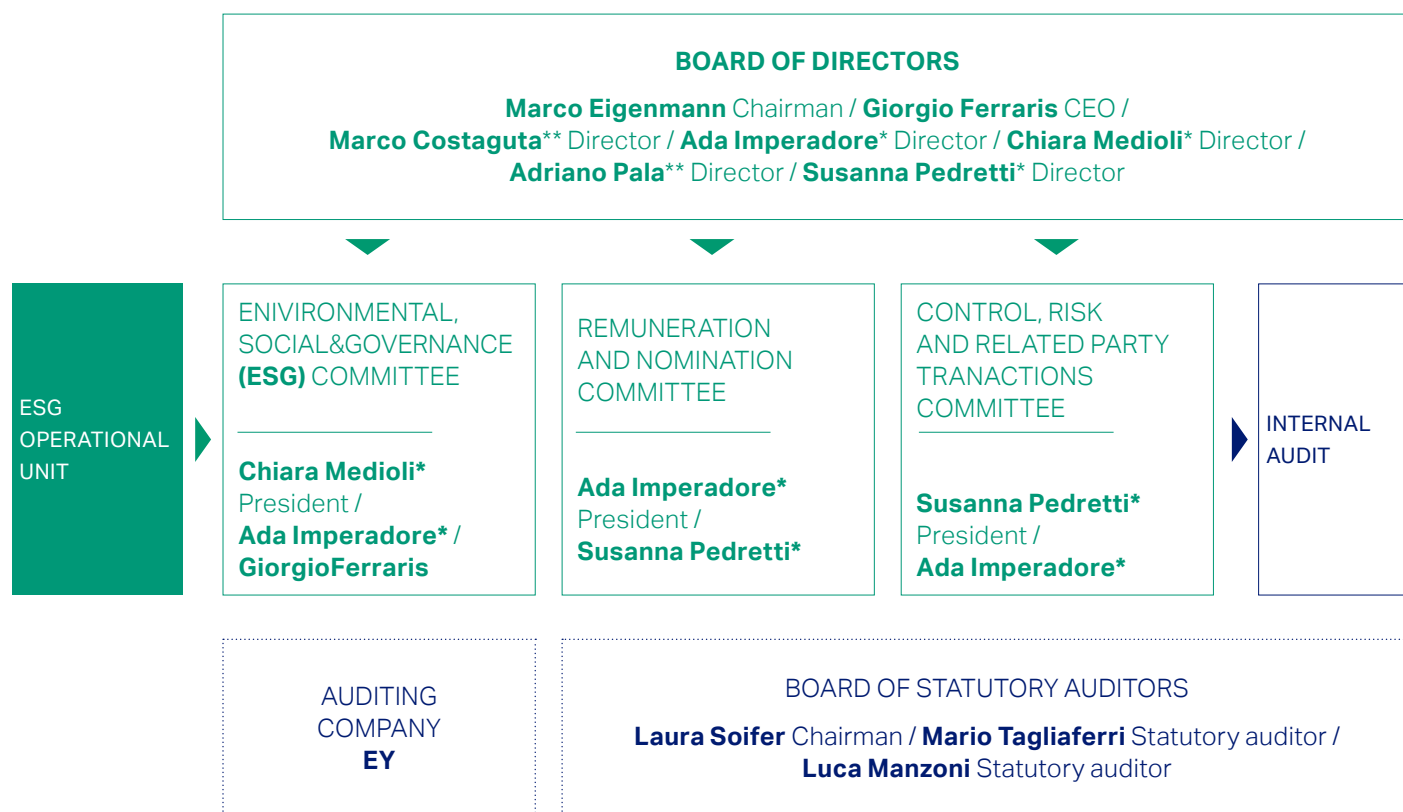 BOARD OF DIRECTORS
Marco Eigenmann Chairman / Giorgio Ferraris CEO /
Marco Costaguta** Director / Ada Imperadore* Director / Chiara Medioli* Director /
Adriano Pala** Director / Susanna Pedretti* Director
ESG
OPERATIONAL
UNIT
ENIVIRONMENTAL,
SOCIAL&GOVERNANCE
(ESG) COMMITTEE
Chiara Medioli*
President /
Ada Imperadore* /
GiorgioFerraris
REMUNERATION
AND NOMINATION
COMMITTEE
Ada Imperadore*
President /
Susanna Pedretti*
CONTROL, RISK
AND RELATED PARTY
TRANACTIONS
COMMITTEE
Susanna Pedretti*
President /
Ada Imperadore*
INTERNAL
AUDIT
AUDITING
COMPANY
EY
BOARD OF STATUTORY AUDITORS
Laura Soifer Chairman / Mario Tagliaferri Statutory auditor /
Luca Manzoni Statutory auditor